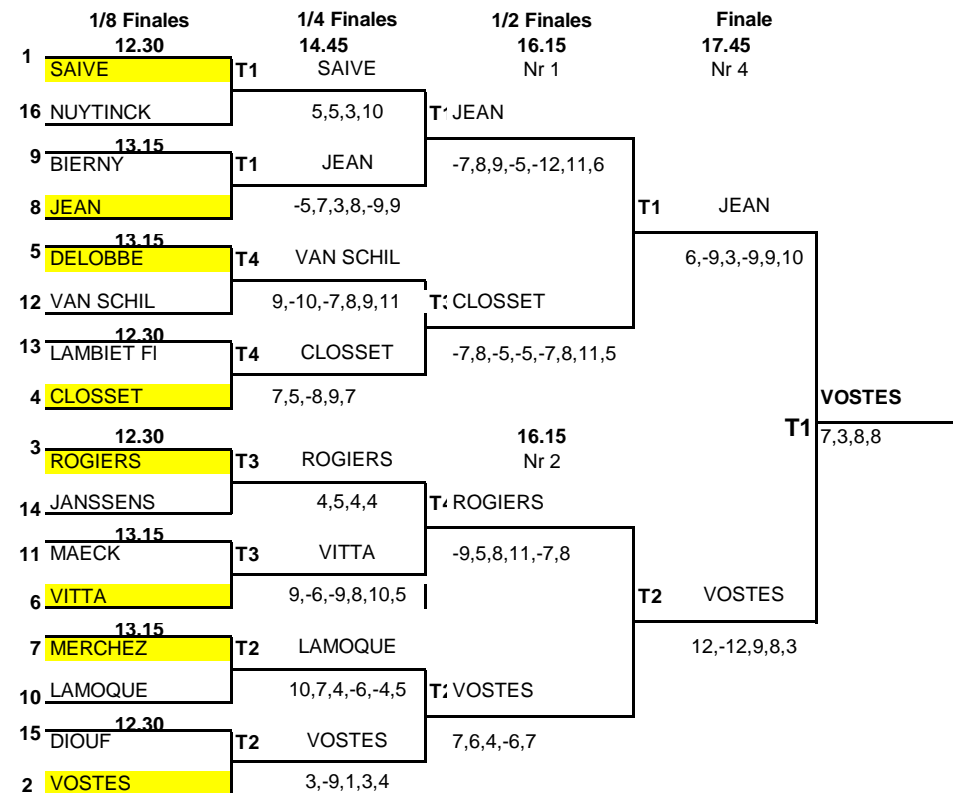 1/8 Finales 1/4 Finales 1/2 Finales Finale
12.30 14.45 16.15 17.45
1 SAIVE T1 SAIVE Nr 1 Nr 4
16 NUYTINCK 5,5,3,10 JEAN
13.15
9 BIERNY T1 JEAN -7,8,9,-5,-12,11,6
8 JEAN -5,7,3,8,-9,9 T1 JEAN
13.15
5 DELOBBE T4 VAN SCHIL 6,-9,3,-9,9,10
12 VAN SCHIL 9,-10,-7,8,9,11 CLOSSET
12.30
13 LAMBIET FI T4 CLOSSET -7,8,-5,-5,-7,8,11,5
4 CLOSSET 7,5,-8,9,7 VOSTES
12.30 16.15 T1 7,3,8,8
3 ROGIERS T3 ROGIERS Nr 2
14 JANSSENS 4,5,4,4 ROGIERS
13.15
11 MAECK T3 VITTA -9,5,8,11,-7,8
6 VITTA 9,-6,-9,8,10,5 T2 VOSTES
13.15
7 MERCHEZ T2 LAMOQUE 12,-12,9,8,3
10 LAMOQUE 10,7,4,-6,-4,5 VOSTES
12.30
15 DIOUF T2 VOSTES 7,6,4,-6,7
2 VOSTES 3,-9,1,3,4